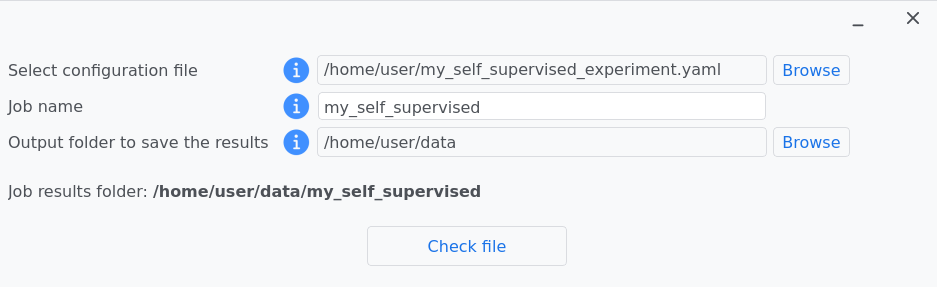 Select configuration file i /home/user/my_self_supervised_experiment.yaml Browse
Job name i my_self_supervised
Output folder to save the results i /home/user/data Browse
Job results folder: /home/user/data/my_self_supervised
Check file